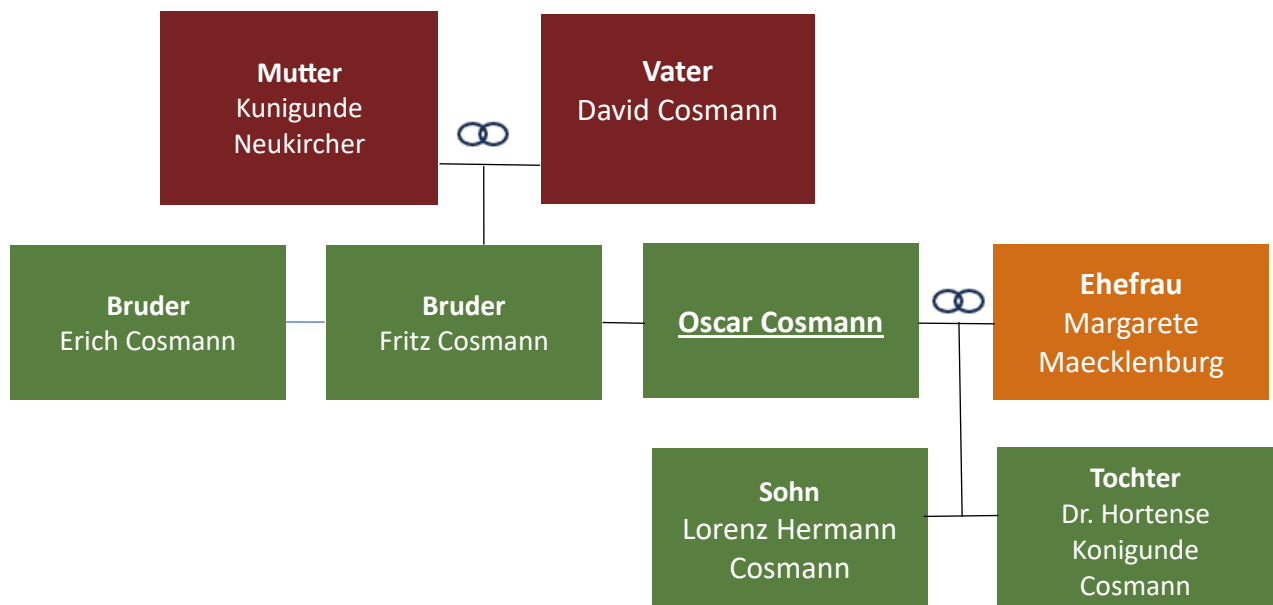 Mutter
Kunigunde
Neukircher
Vater
David Cosmann
Bruder
Erich Cosmann
Bruder
Fritz Cosmann
Oscar Cosmann
Ehefrau
Margarete
Maecklenburg
Sohn
Lorenz Hermann
Cosmann
Tochter
Dr. Hortense
Konigunde
Cosmann